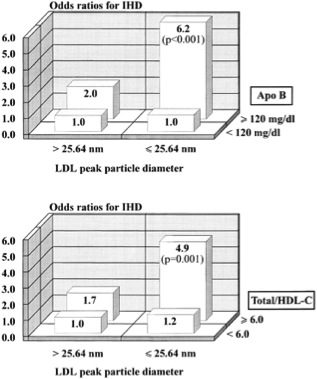 Odds ratios for IHD
6.0
5.0
4.0
3.0
2.0
1.0
0.0
6.2
(p<0.001)
2.0
1.0
1.0
Apo B
≥ 120 mg/dl
< 120 mg/dl
> 25.64 nm
≤ 25.64 nm
LDL peak particle diameter
Odds ratios for IHD
6.0
5.0
4.0
3.0
2.0
1.0
0.0
4.9
(p=0.001)
1.7
1.0
1.2
Total/HDL-C
≥ 6.0
< 6.0
> 25.64 nm
≤ 25.64 nm
LDL peak particle diameter